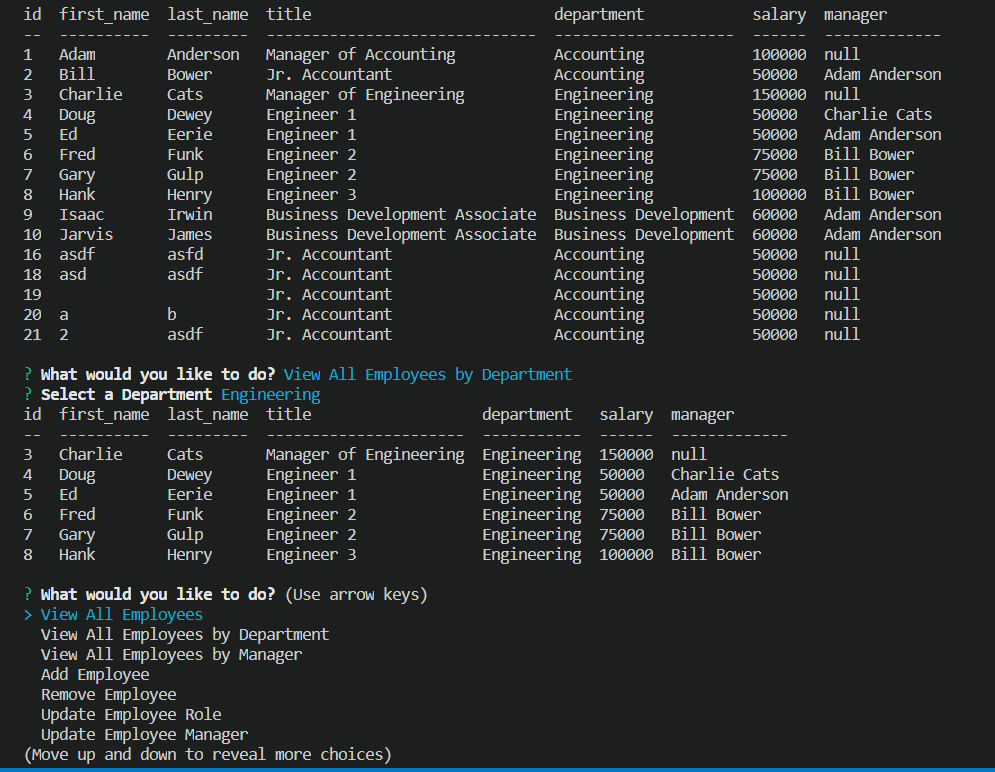 id  first_name  last_name  title                           department            salary  manager
--  ----------  ---------  ------------------------------  --------------------  ------  -------------
1   Adam        Anderson   Manager of Accounting           Accounting            100000  null
2   Bill        Bower      Jr. Accountant                  Accounting            50000   Adam Anderson
3   Charlie     Cats       Manager of Engineering          Engineering           150000  null
4   Doug        Dewey      Engineer 1                      Engineering           50000   Charlie Cats
5   Ed          Eerie      Engineer 1                      Engineering           50000   Adam Anderson
6   Fred        Funk       Engineer 2                      Engineering           75000   Bill Bower
7   Gary        Gulp       Engineer 2                      Engineering           75000   Bill Bower
8   Hank        Henry      Engineer 3                      Engineering           100000  Bill Bower
9   Isaac       Irwin      Business Development Associate  Business Development  60000   Adam Anderson
10  Jarvis      James      Business Development Associate  Business Development  60000   Adam Anderson
16  asdf        asfd       Jr. Accountant                  Accounting            50000   null
18  asd         asdf       Jr. Accountant                  Accounting            50000   null
19                         Jr. Accountant                  Accounting            50000   null
20  a           b          Jr. Accountant                  Accounting            50000   null
21  2           asdf       Jr. Accountant                  Accounting            50000   null

? What would you like to do? View All Employees by Department
? Select a Department Engineering
id  first_name  last_name  title                   department   salary  manager
--  ----------  ---------  ----------------------  -----------  ------  -------------
3   Charlie     Cats       Manager of Engineering  Engineering  150000  null
4   Doug        Dewey      Engineer 1              Engineering  50000   Charlie Cats
5   Ed          Eerie      Engineer 1              Engineering  50000   Adam Anderson
6   Fred        Funk       Engineer 2              Engineering  75000   Bill Bower
7   Gary        Gulp       Engineer 2              Engineering  75000   Bill Bower
8   Hank        Henry      Engineer 3              Engineering  100000  Bill Bower

? What would you like to do? (Use arrow keys)
> View All Employees
  View All Employees by Department
  View All Employees by Manager
  Add Employee
  Remove Employee
  Update Employee Role
  Update Employee Manager
(Move up and down to reveal more choices)